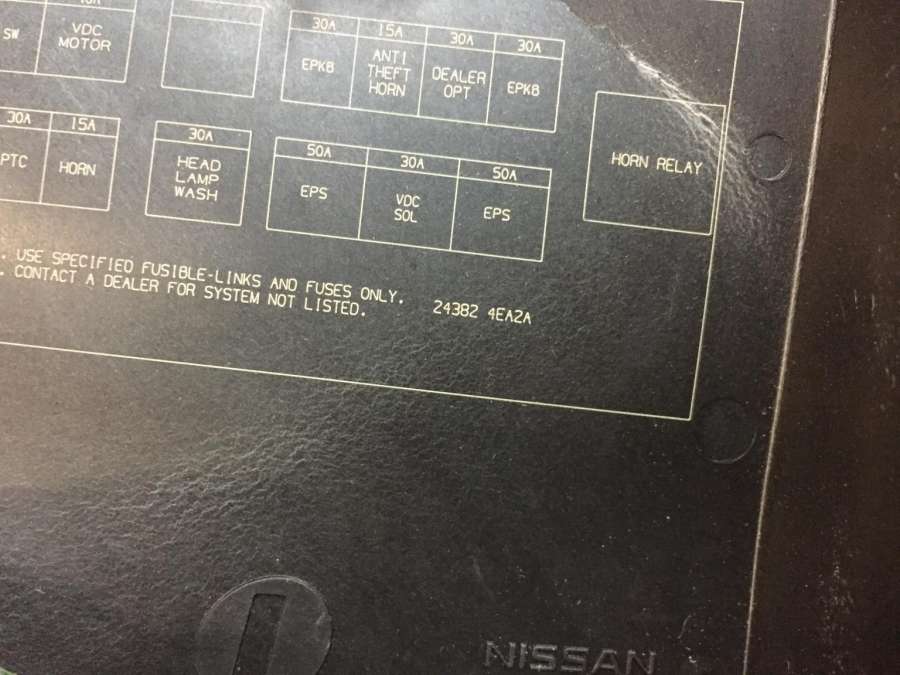 SW
VDC
MOTOR
30A 15A 30A 30A
EPKB
ANTI
THEFT
HORN
DEALER
OPT
EPKB
HORN RELAY
30A 15A
PTC
HORN
30A
HEAD
LAMP
WASH
50A 30A 50A
EPS
VDC
SOL
EPS
. USE SPECIFIED FUSIBLE-LINKS AND FUSES ONLY.
. CONTACT A DEALER FOR SYSTEM NOT LISTED.
24382 4EA2A
NISSAN